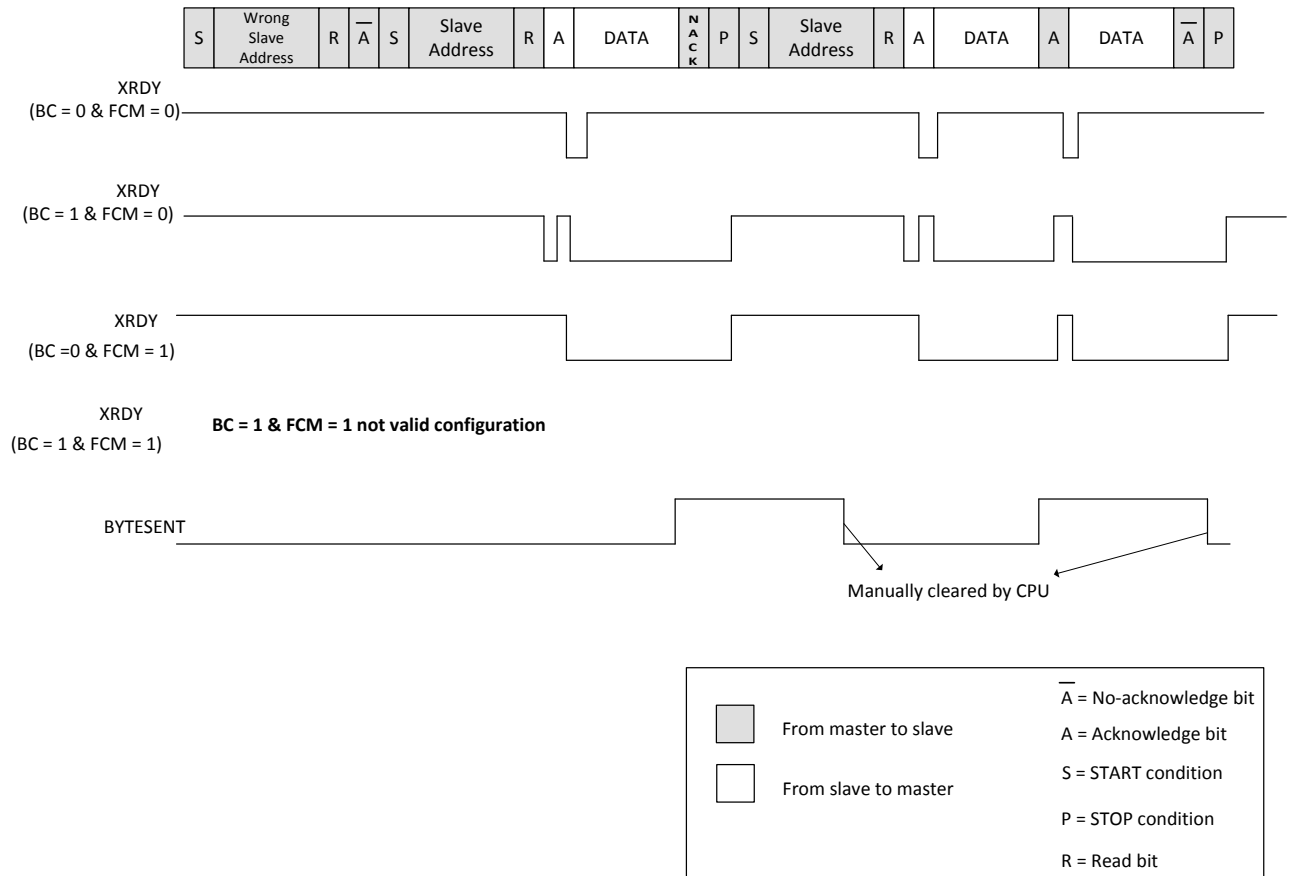 S Wrong Slave Address R A̅ S Slave Address R A DATA NACK P S Slave Address R A DATA A DATA A̅ P
XRDY
(BC = 0 & FCM = 0)
XRDY
(BC = 1 & FCM = 0)
XRDY
(BC =0 & FCM = 1)
XRDY
(BC = 1 & FCM = 1)
BC = 1 & FCM = 1 not valid configuration
BYTESENT
Manually cleared by CPU
From master to slave
From slave to master
A̅ = No-acknowledge bit
A = Acknowledge bit
S = START condition
P = STOP condition
R = Read bit